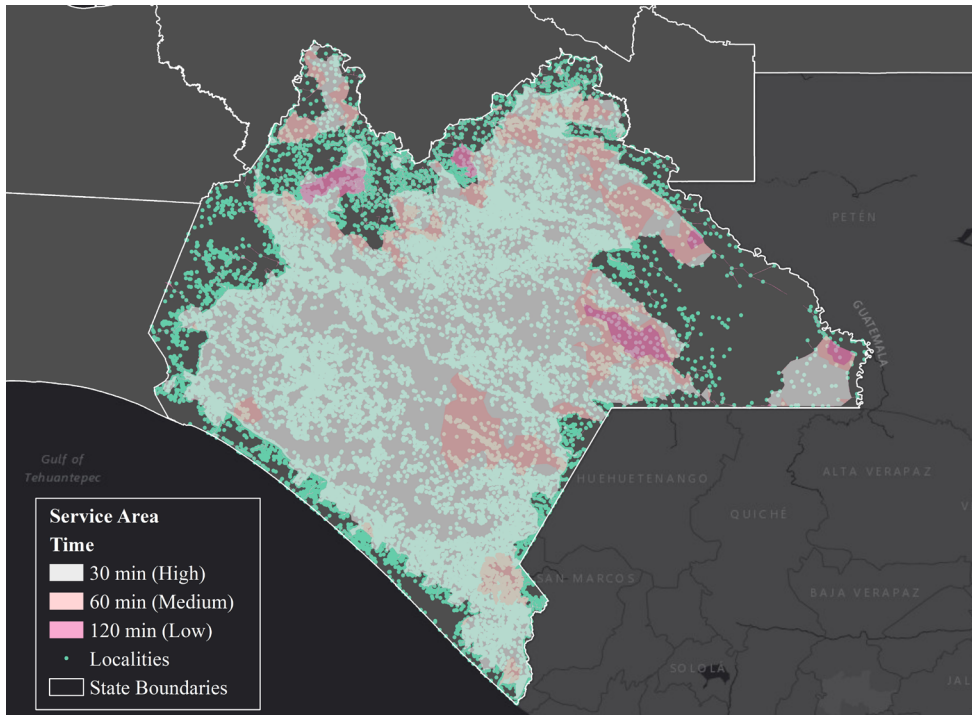 PETÉN
GUATEMALA
Gulf of
Tehuantepec
HUEHUETENANGO
ALTA VERAPAZ
QUICHÉ
SAN MARCOS
BAJA VERAPAZ
SOLOLÁ
JAL
Service Area
Time
30 min (High)
60 min (Medium)
120 min (Low)
Localities
State Boundaries